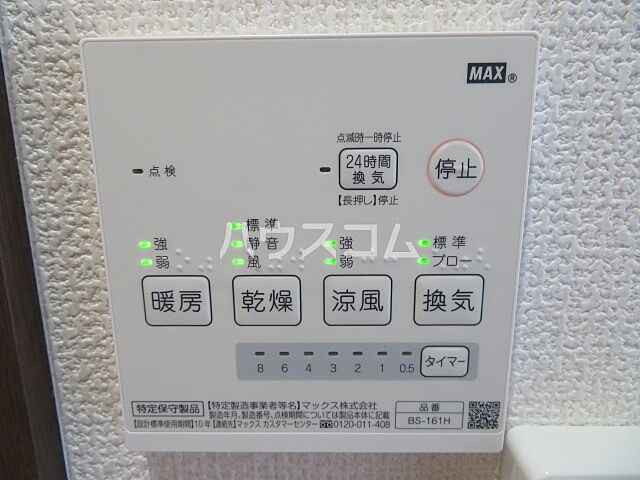 MAX®
点検
点滅時一時停止
24時間
換気
【長押し】停止
停止
強
弱
標準
静音
風
強
弱
標準
ブロー
ハウスコム
暖房
乾燥
涼風
換気
8 6 4 3 2 1 0.5
タイマー
特定保守製品
【特定製造事業者等名】マックス株式会社
製造年月、製造番号、点検期間については製品本体に記載
【設計標準使用期間】10年【連絡先】マックス カスタマーセンター 0120-011-408
品番
BS-161H